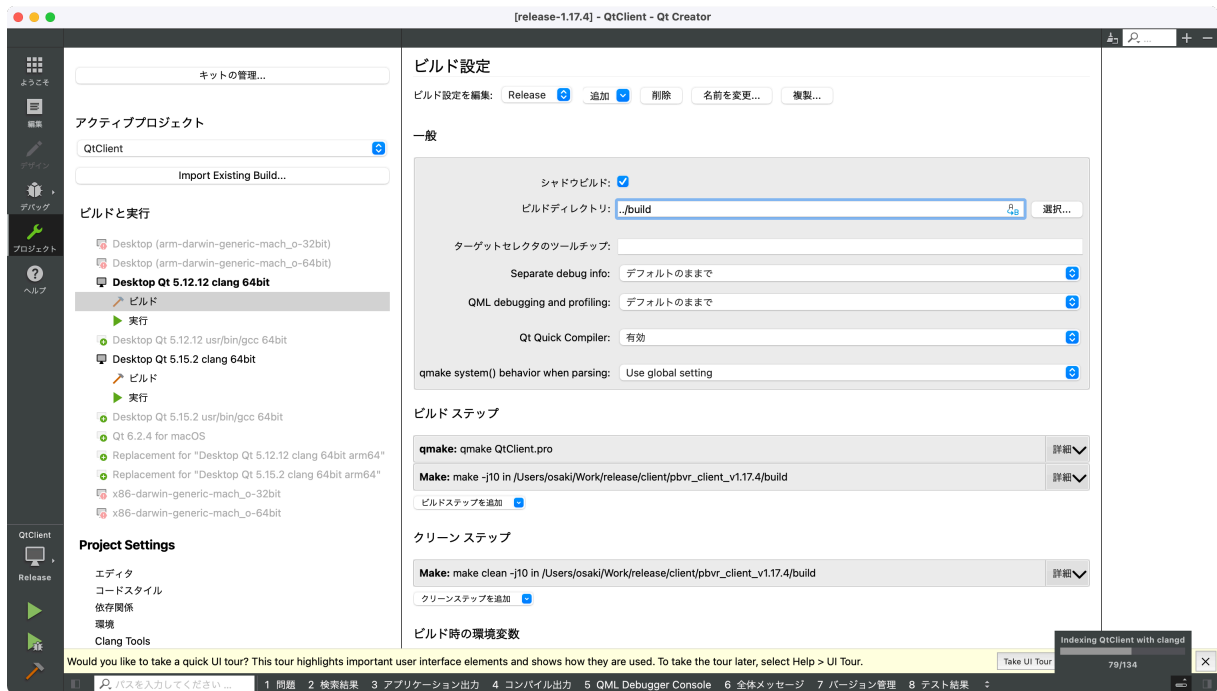 [release-1.17.4] - QtClient - Qt Creator
ようこそ
編集
デザイン
デバッグ
プロジェクト
ヘルプ
QtClient
Release
キットの管理...
アクティブプロジェクト
QtClient
Import Existing Build...
ビルドと実行
Desktop (arm-darwin-generic-mach_o-32bit)
Desktop (arm-darwin-generic-mach_o-64bit)
Desktop Qt 5.12.12 clang 64bit
ビルド
実行
Desktop Qt 5.12.12 usr/bin/gcc 64bit
Desktop Qt 5.15.2 clang 64bit
ビルド
実行
Desktop Qt 5.15.2 usr/bin/gcc 64bit
Qt 6.2.4 for macOS
Replacement for "Desktop Qt 5.12.12 clang 64bit arm64"
Replacement for "Desktop Qt 5.15.2 clang 64bit arm64"
x86-darwin-generic-mach_o-32bit
x86-darwin-generic-mach_o-64bit
Project Settings
エディタ
コードスタイル
依存関係
環境
Clang Tools
ビルド設定
ビルド設定を編集: Release 追加 削除 名前を変更... 複製...
一般
シャドウビルド:
ビルドディレクトリ: ../build 選択...
ターゲットセレクタのツールチップ:
Separate debug info: デフォルトのままで
QML debugging and profiling: デフォルトのままで
Qt Quick Compiler: 有効
qmake system() behavior when parsing: Use global setting
ビルド ステップ
qmake: qmake QtClient.pro 詳細
Make: make -j10 in /Users/osaki/Work/release/client/pbvr_client_v1.17.4/build 詳細
ビルドステップを追加
クリーン ステップ
Make: make clean -j10 in /Users/osaki/Work/release/client/pbvr_client_v1.17.4/build 詳細
クリーンステップを追加
ビルド時の環境変数
Indexing QtClient with clangd
79/134
Would you like to take a quick UI tour? This tour highlights important user interface elements and shows how they are used. To take the tour later, select Help > UI Tour. Take UI Tour
パスを入力してください ... 1 問題 2 検索結果 3 アプリケーション出力 4 コンパイル出力 5 QML Debugger Console 6 全体メッセージ 7 バージョン管理 8 テスト結果